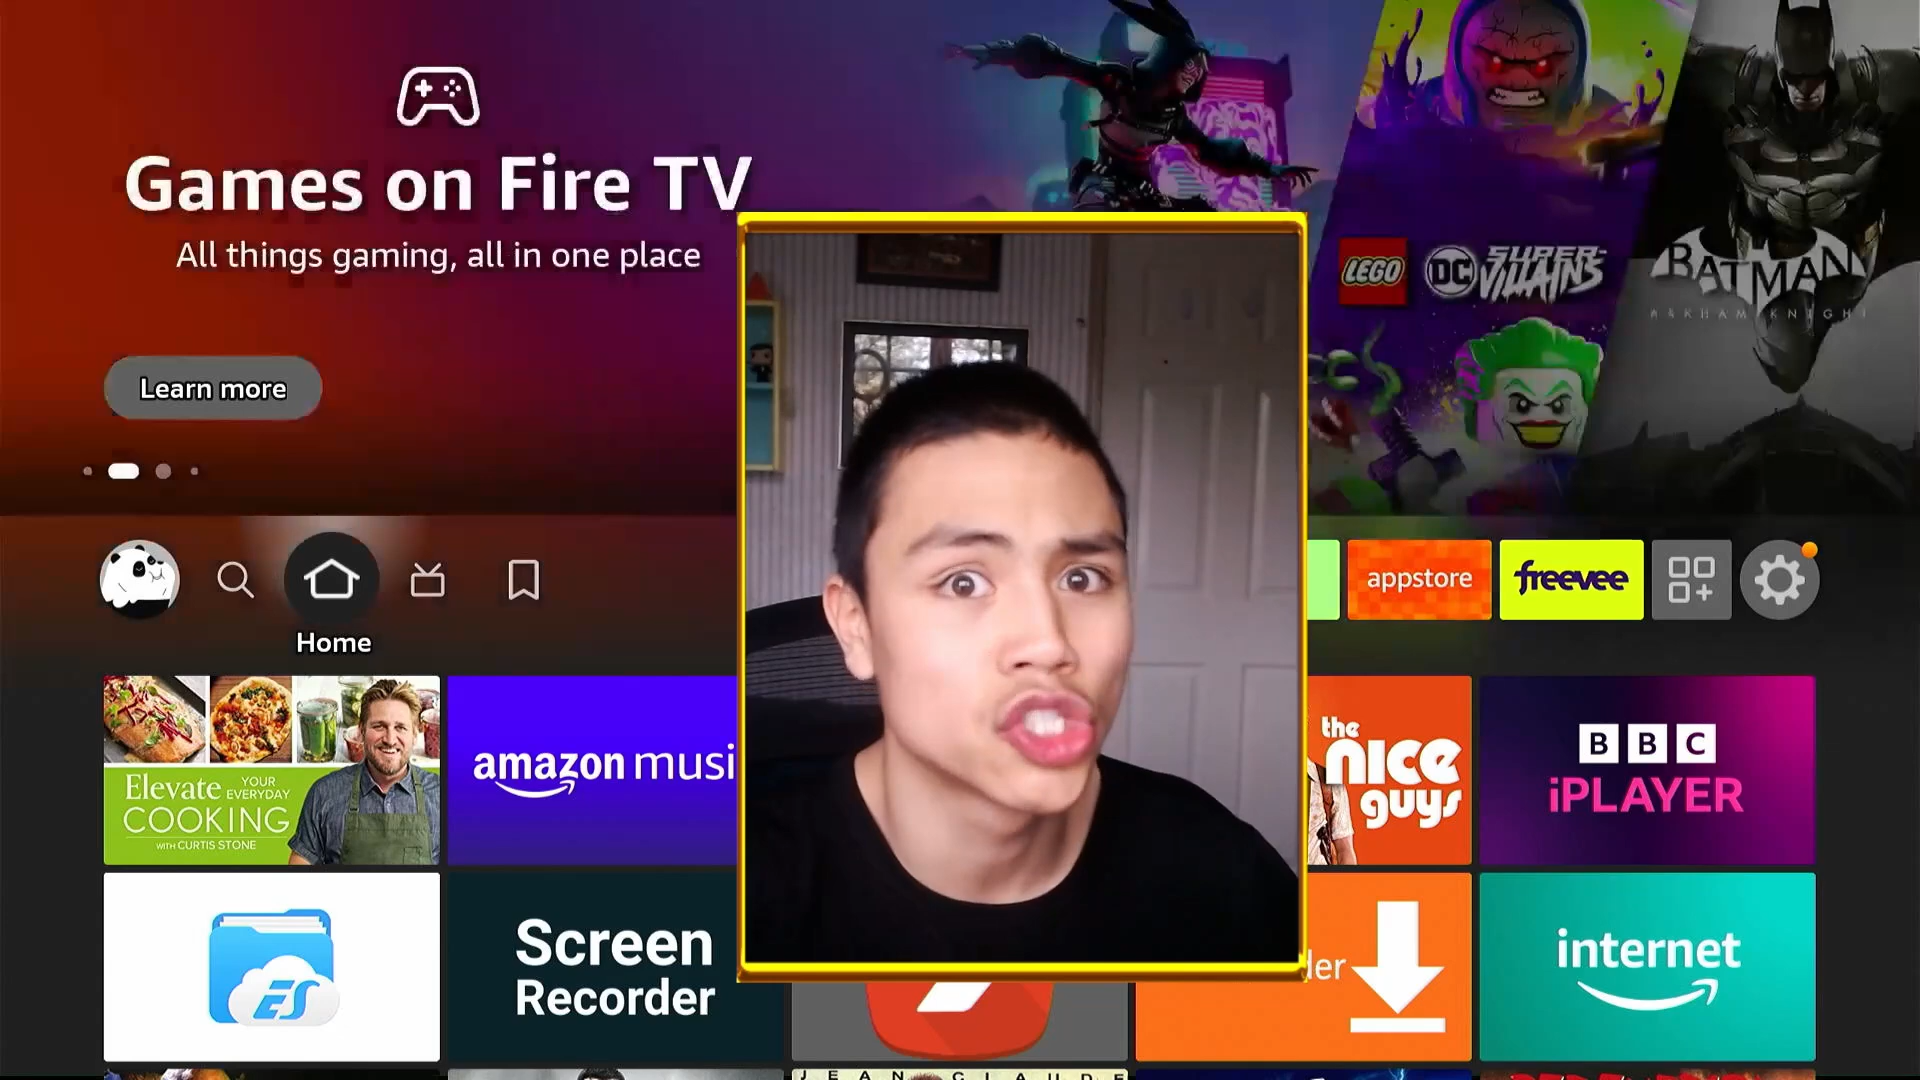 Games on Fire TV
All things gaming, all in one place
LEGO
DC SUPER-
VILLAINS
BATMAN
ARKHAM KNIGHT
Learn more
appstore
freevee
Home
Elevate YOUR
EVERYDAY
COOKING
WITH CURTIS STONE
amazon musi
the
nice
guys
BBC
iPLAYER
ES
Screen
Recorder
der
internet
JEAN CLAUDE